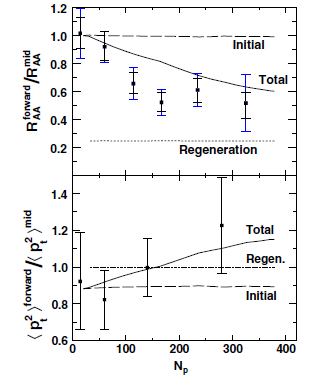 1.2
1.0
0.8
0.6
0.4
0.2
R_AA^forward/R_AA^mid
Initial
Total
Regeneration
1.4
1.2
1.0
0.8
0.6
⟨p_t^2⟩^forward/⟨p_t^2⟩^mid
Total
Regen.
Initial
0 100 200 300 400
N_p